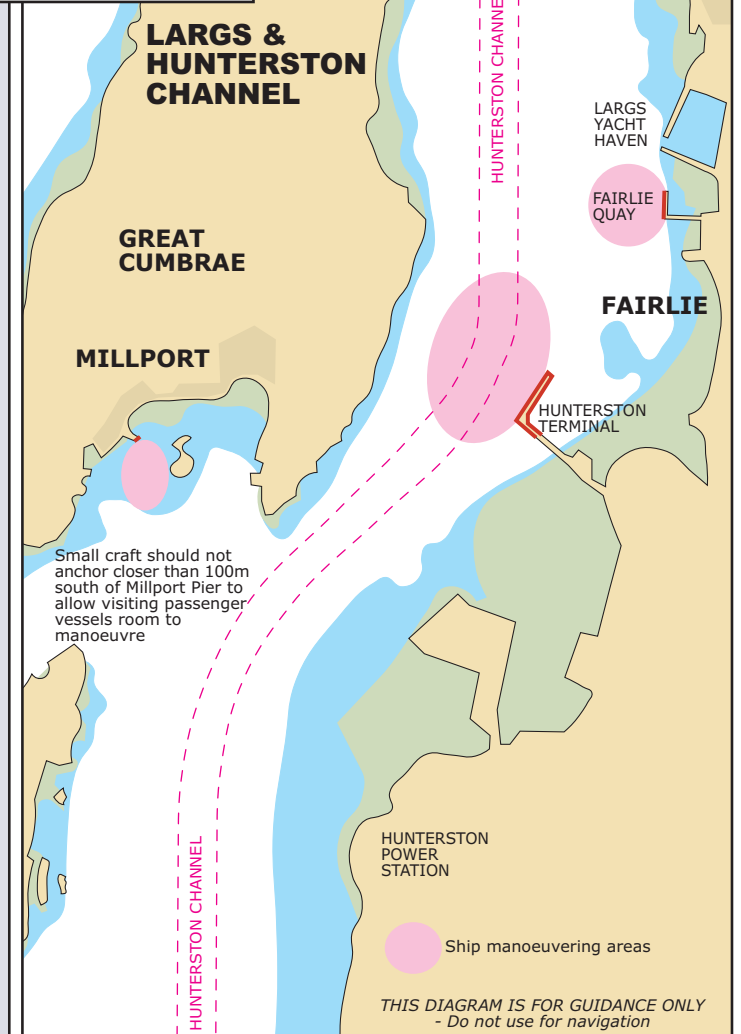 LARGS &
HUNTERSTON
CHANNEL
HUNTERSTON CHANNE
LARGS
YACHT
HAVEN
FAIRLIE
QUAY
GREAT
CUMBRAE
FAIRLIE
MILLPORT
HUNTERSTON
TERMINAL
Small craft should not
anchor closer than 100m
south of Millport Pier to
allow visiting passenger
vessels room to
manoeuvre
HUNTERSTON CHANNEL
HUNTERSTON
POWER
STATION
Ship manoeuvering areas
THIS DIAGRAM IS FOR GUIDANCE ONLY
- Do not use for navigation